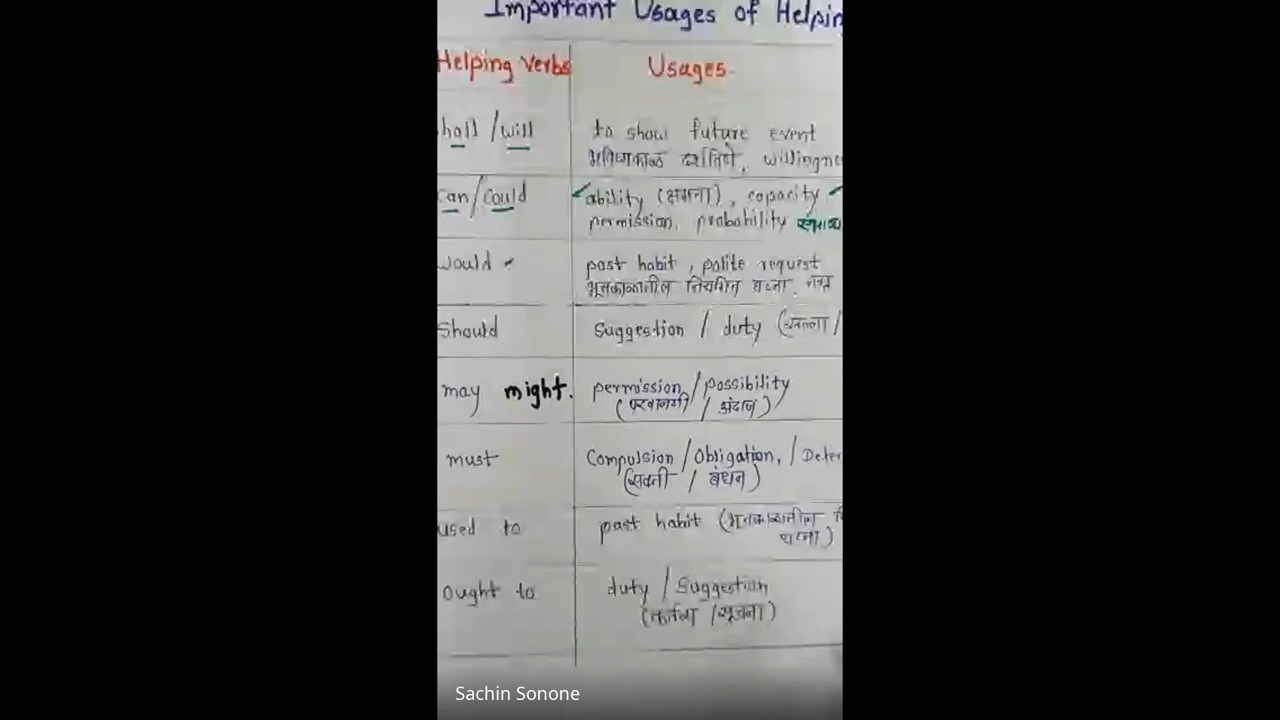 Important Usages of Helpin
Helping verbs Usages
hall / will to show future event
भविष्यकाळ दर्शविणे, willingne
can/could ability (क्षमता), capacity
permission, probability संभाव्य
would past habit, polite request
भूतकाळातील नियमीत घटना,
Should Suggestion / duty (सल्ला /
may might. permission / possibility
(परवानगी / अंदाज)
must Compulsion / Obligation, / Deter
(सक्ती / बंधन)
used to past habit (भूतकाळातील
घटना)
ought to duty / Suggestion
(कर्तव्य / सूचना)
Sachin Sonone